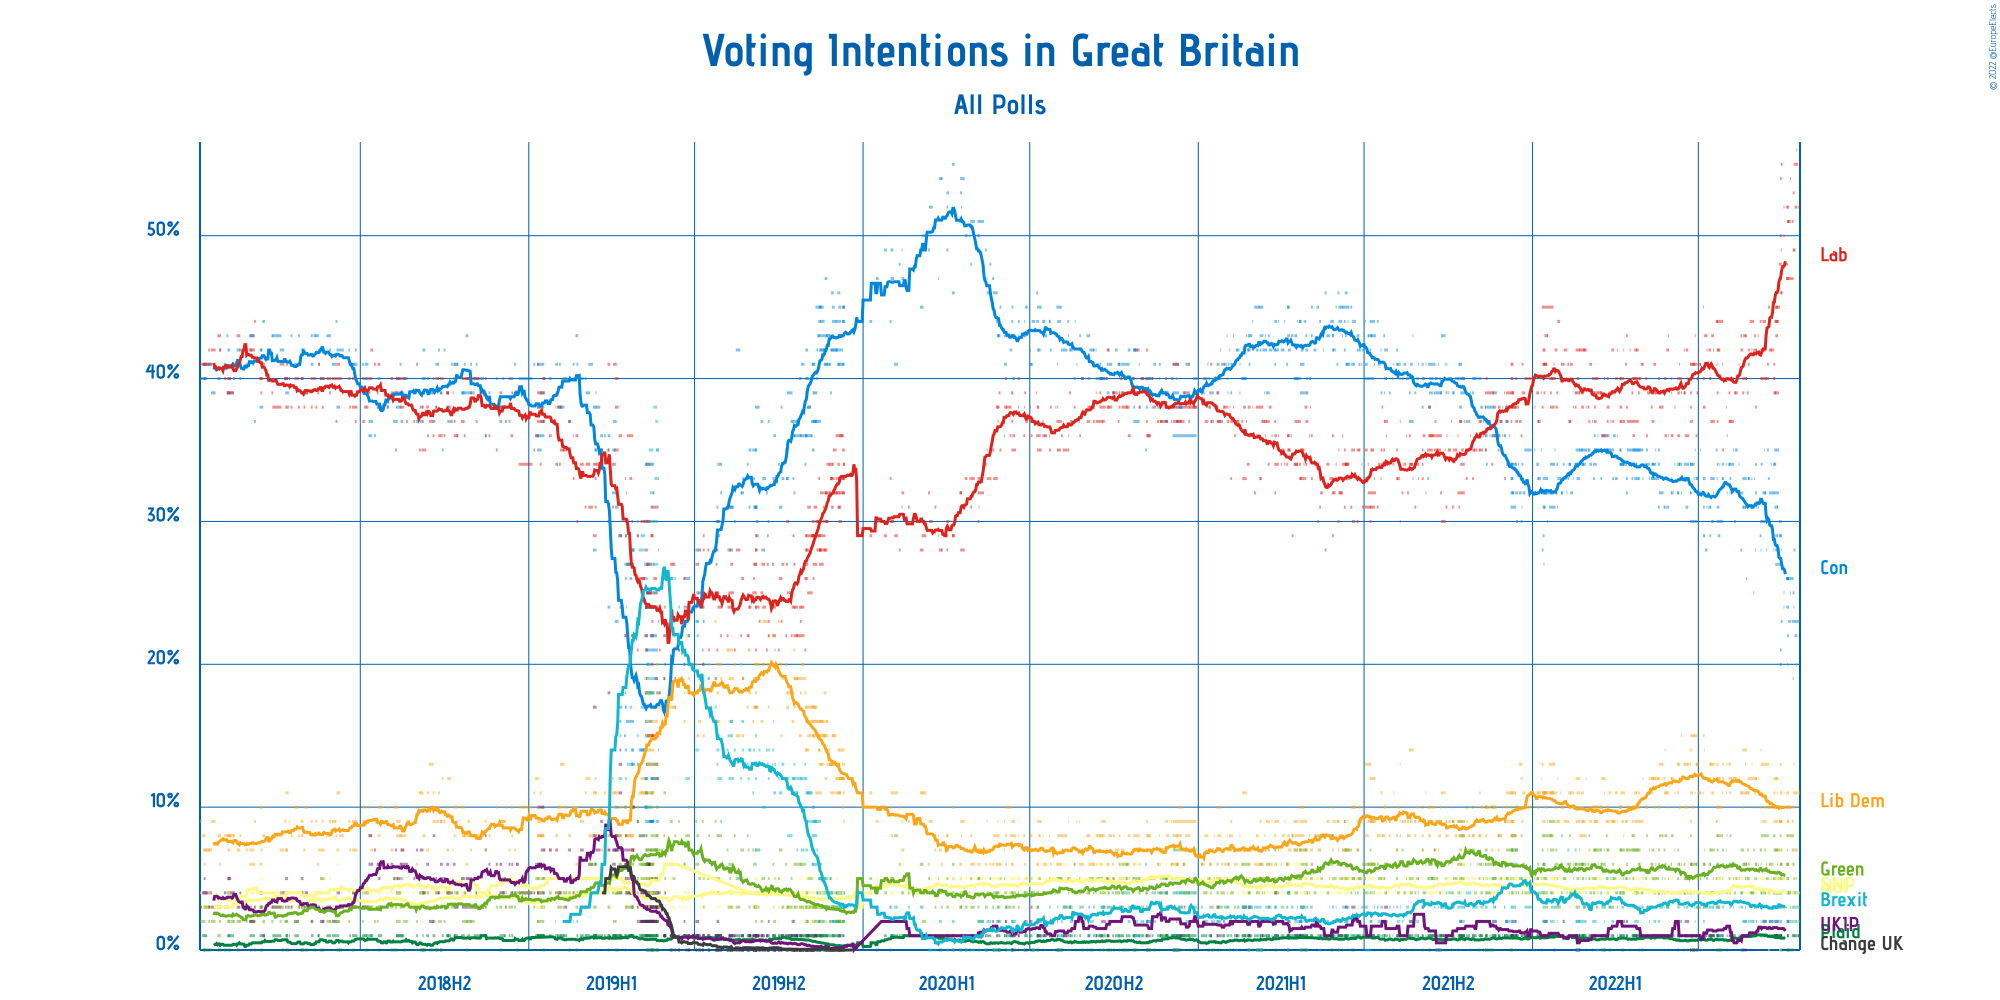 © 2022 @EuropeElects
Voting Intentions in Great Britain
All Polls
50%
40%
30%
20%
10%
0%
Lab
Con
Lib Dem
Green
SNP
Brexit
UKIP
Plaid
Change UK
2018H2
2019H1
2019H2
2020H1
2020H2
2021H1
2021H2
2022H1